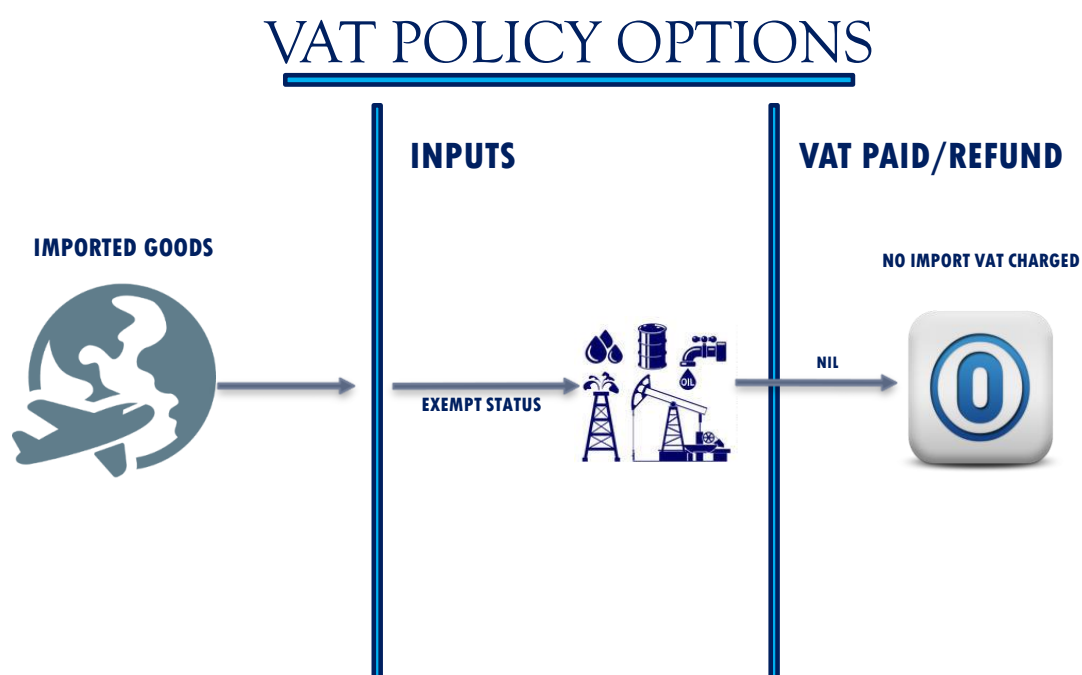 VAT POLICY OPTIONS
INPUTS
VAT PAID/REFUND
IMPORTED GOODS
NO IMPORT VAT CHARGED
EXEMPT STATUS
OIL
NIL
0